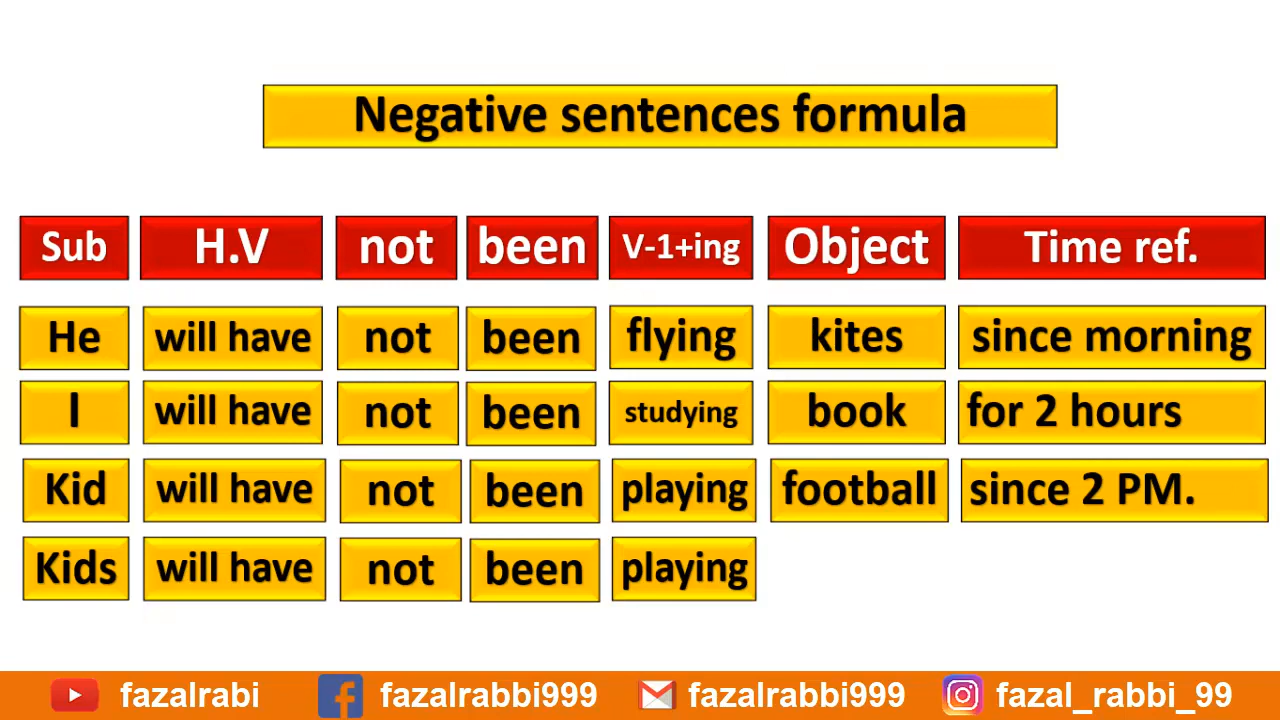 Negative sentences formula
Sub H.V not been V-1+ing Object Time ref.
He will have not been flying kites since morning
I will have not been studying book for 2 hours
Kid will have not been playing football since 2 PM.
Kids will have not been playing
fazalrabi fazalrabbi999 fazalrabbi999 fazal_rabbi_99